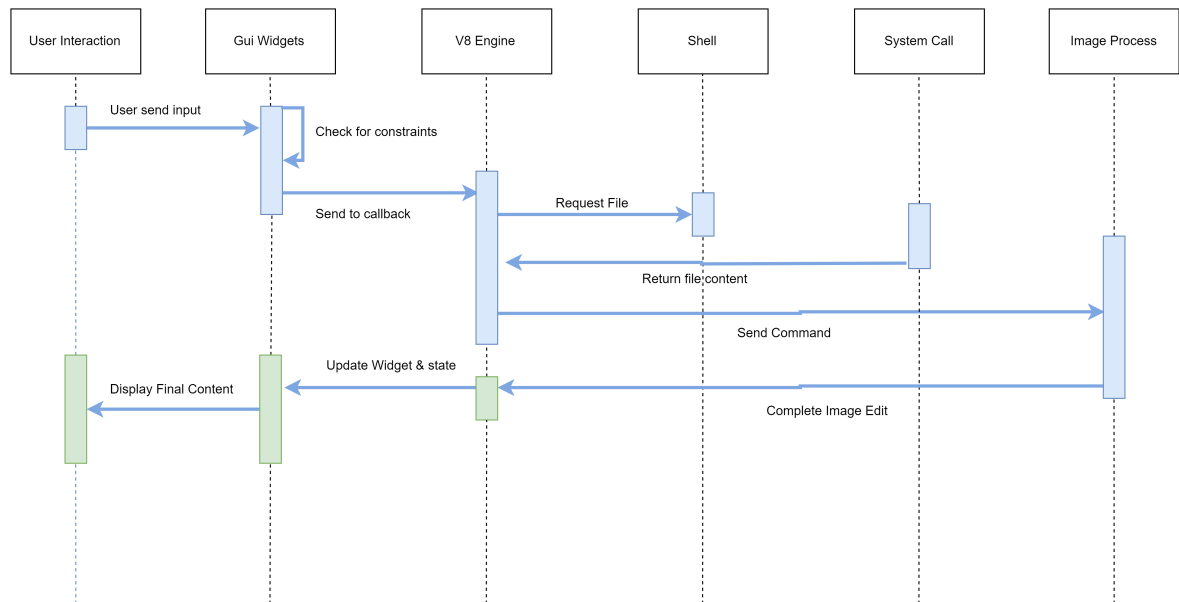 User Interaction
Gui Widgets
V8 Engine
Shell
System Call
Image Process
User send input
Check for constraints
Send to callback
Request File
Return file content
Send Command
Update Widget & state
Display Final Content
Complete Image Edit